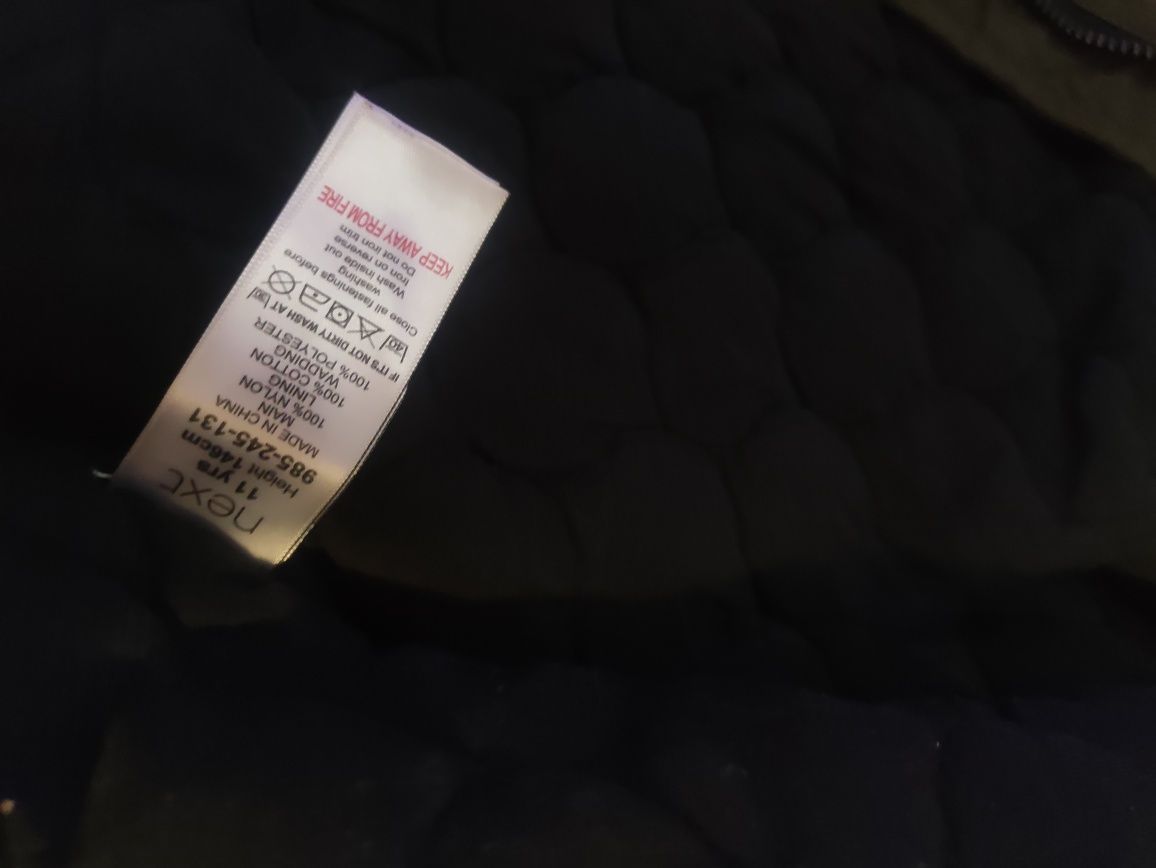 next
11 yrs
Height 146cm
985-245-131
MADE IN CHINA
MAIN
100% NYLON
LINING
100% COTTON
WADDING
100% POLYESTER
IF IT'S NOT DIRTY WASH AT 30
40
Close all fastenings before
washing
Wash inside out
Iron on reverse
Do not iron trim
KEEP AWAY FROM FIRE